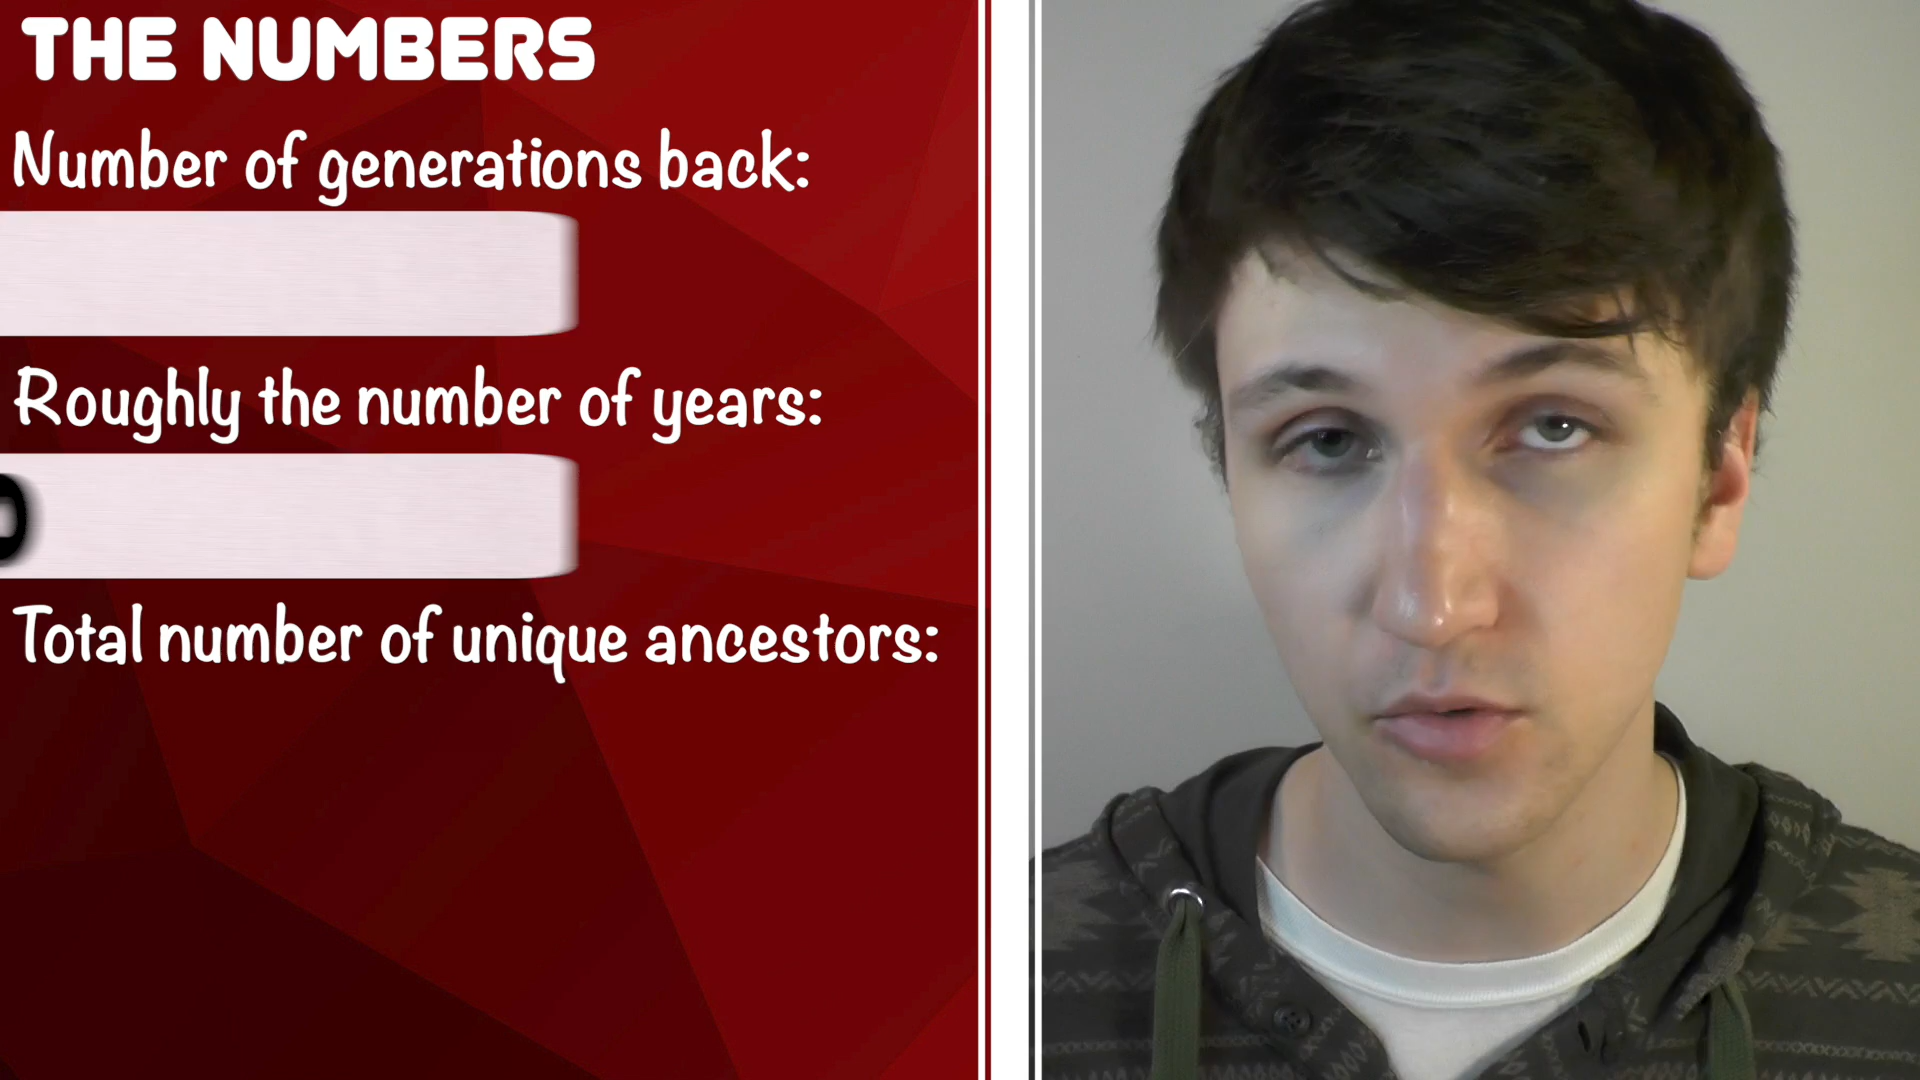 THE NUMBERS
Number of generations back:
Roughly the number of years:
Total number of unique ancestors: